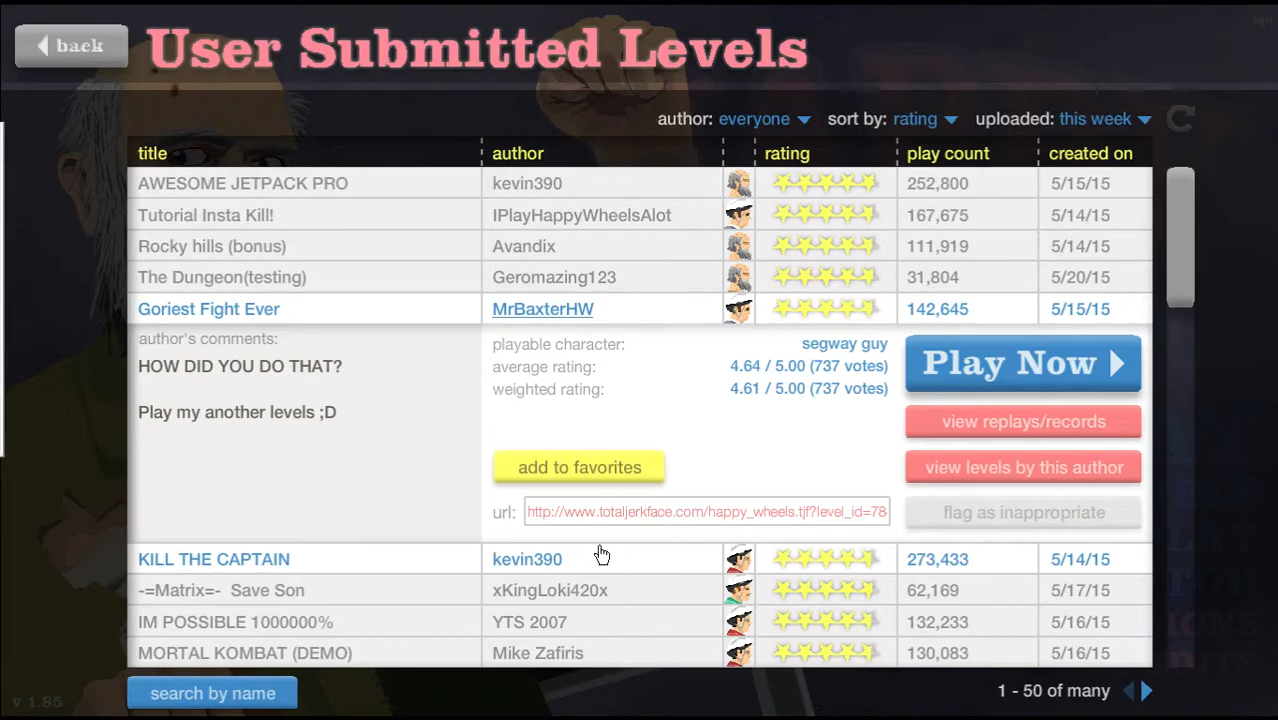 back
User Submitted Levels
author: everyone sort by: rating uploaded: this week
title author rating play count created on
AWESOME JETPACK PRO kevin390 252,800 5/15/15
Tutorial Insta Kill! IPlayHappyWheelsAlot 167,675 5/14/15
Rocky hills (bonus) Avandix 111,919 5/14/15
The Dungeon(testing) Geromazing123 31,804 5/20/15
Goriest Fight Ever MrBaxterHW 142,645 5/15/15
author's comments:
HOW DID YOU DO THAT?
Play my another levels ;D
playable character: segway guy
average rating: 4.64 / 5.00 (737 votes)
weighted rating: 4.61 / 5.00 (737 votes)
add to favorites
url: http://www.totaljerkface.com/happy_wheels.tjf?level_id=78
Play Now
view replays/records
view levels by this author
flag as inappropriate
KILL THE CAPTAIN kevin390 273,433 5/14/15
-=Matrix=- Save Son xKingLoki420x 62,169 5/17/15
IM POSSIBLE 1000000% YTS 2007 132,233 5/16/15
MORTAL KOMBAT (DEMO) Mike Zafiris 130,083 5/16/15
v 1.85
search by name
1 - 50 of many